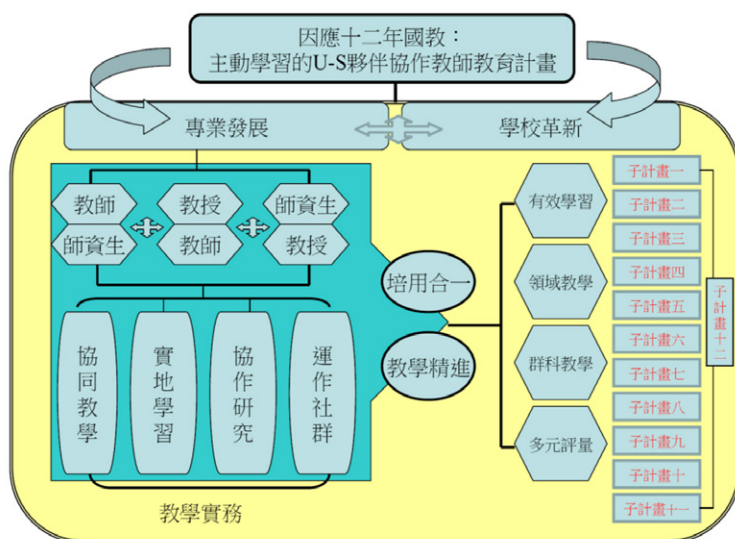 因應十二年國教：
主動學習的U-S夥伴協作教師教育計畫
專業發展
學校革新
教師
師資生
教授
教師
師資生
教授
協同教學
實地學習
協作研究
運作社群
教學實務
培用合一
教學精進
有效學習
領域教學
群科教學
多元評量
子計畫一
子計畫二
子計畫三
子計畫四
子計畫五
子計畫六
子計畫七
子計畫八
子計畫九
子計畫十
子計畫十一
子計畫十二